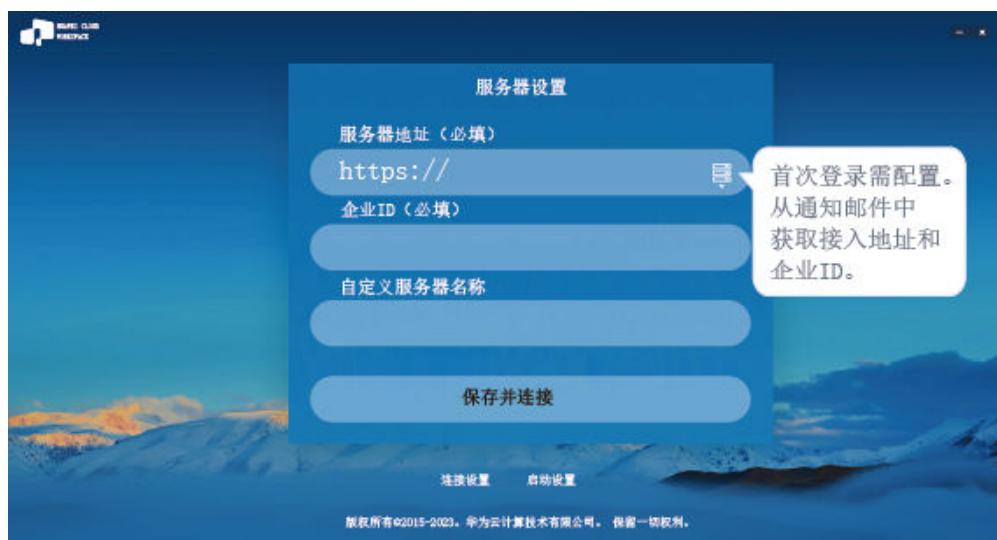 HUAWEI CLOUD
WORKSPACE
服务器设置
服务器地址（必填）
https://
首次登录需配置。
从通知邮件中
获取接入地址和
企业ID。
企业ID（必填）
自定义服务器名称
保存并连接
连接设置 启动设置
版权所有©2015-2023。华为云计算技术有限公司。 保留一切权利。